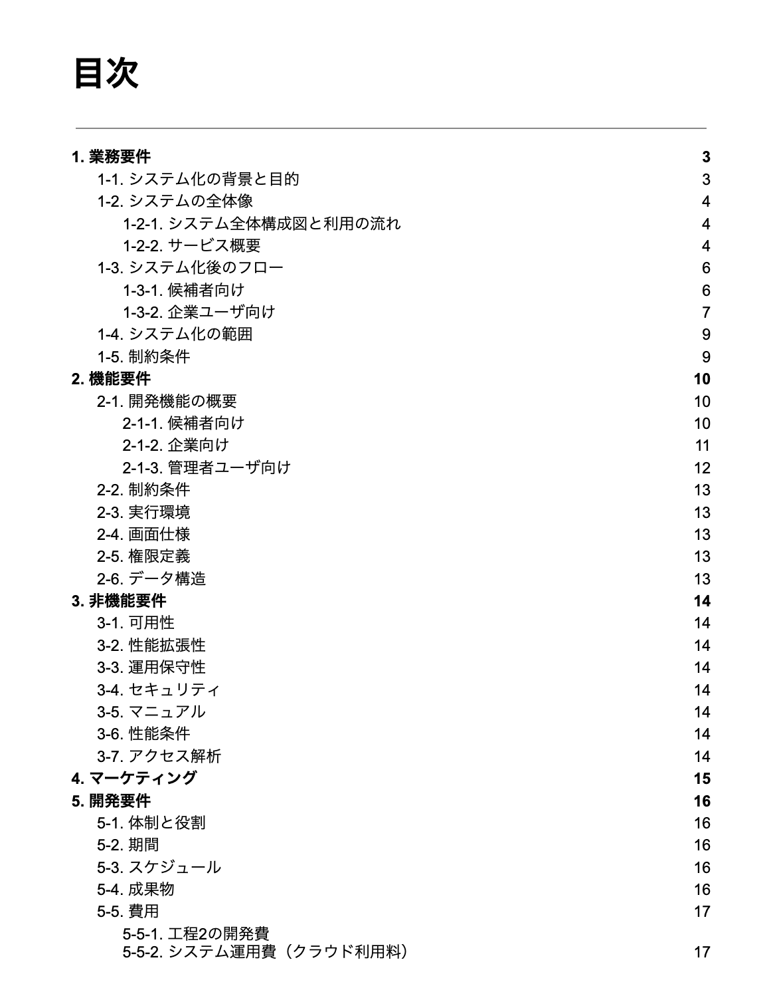 目次
1. 業務要件 3
1-1. システム化の背景と目的 3
1-2. システムの全体像 4
1-2-1. システム全体構成図と利用の流れ 4
1-2-2. サービス概要 4
1-3. システム化後のフロー 6
1-3-1. 候補者向け 6
1-3-2. 企業ユーザ向け 7
1-4. システム化の範囲 9
1-5. 制約条件 9
2. 機能要件 10
2-1. 開発機能の概要 10
2-1-1. 候補者向け 10
2-1-2. 企業向け 11
2-1-3. 管理者ユーザ向け 12
2-2. 制約条件 13
2-3. 実行環境 13
2-4. 画面仕様 13
2-5. 権限定義 13
2-6. データ構造 13
3. 非機能要件 14
3-1. 可用性 14
3-2. 性能拡張性 14
3-3. 運用保守性 14
3-4. セキュリティ 14
3-5. マニュアル 14
3-6. 性能条件 14
3-7. アクセス解析 14
4. マーケティング 15
5. 開発要件 16
5-1. 体制と役割 16
5-2. 期間 16
5-3. スケジュール 16
5-4. 成果物 16
5-5. 費用 17
5-5-1. 工程2の開発費
5-5-2. システム運用費（クラウド利用料） 17